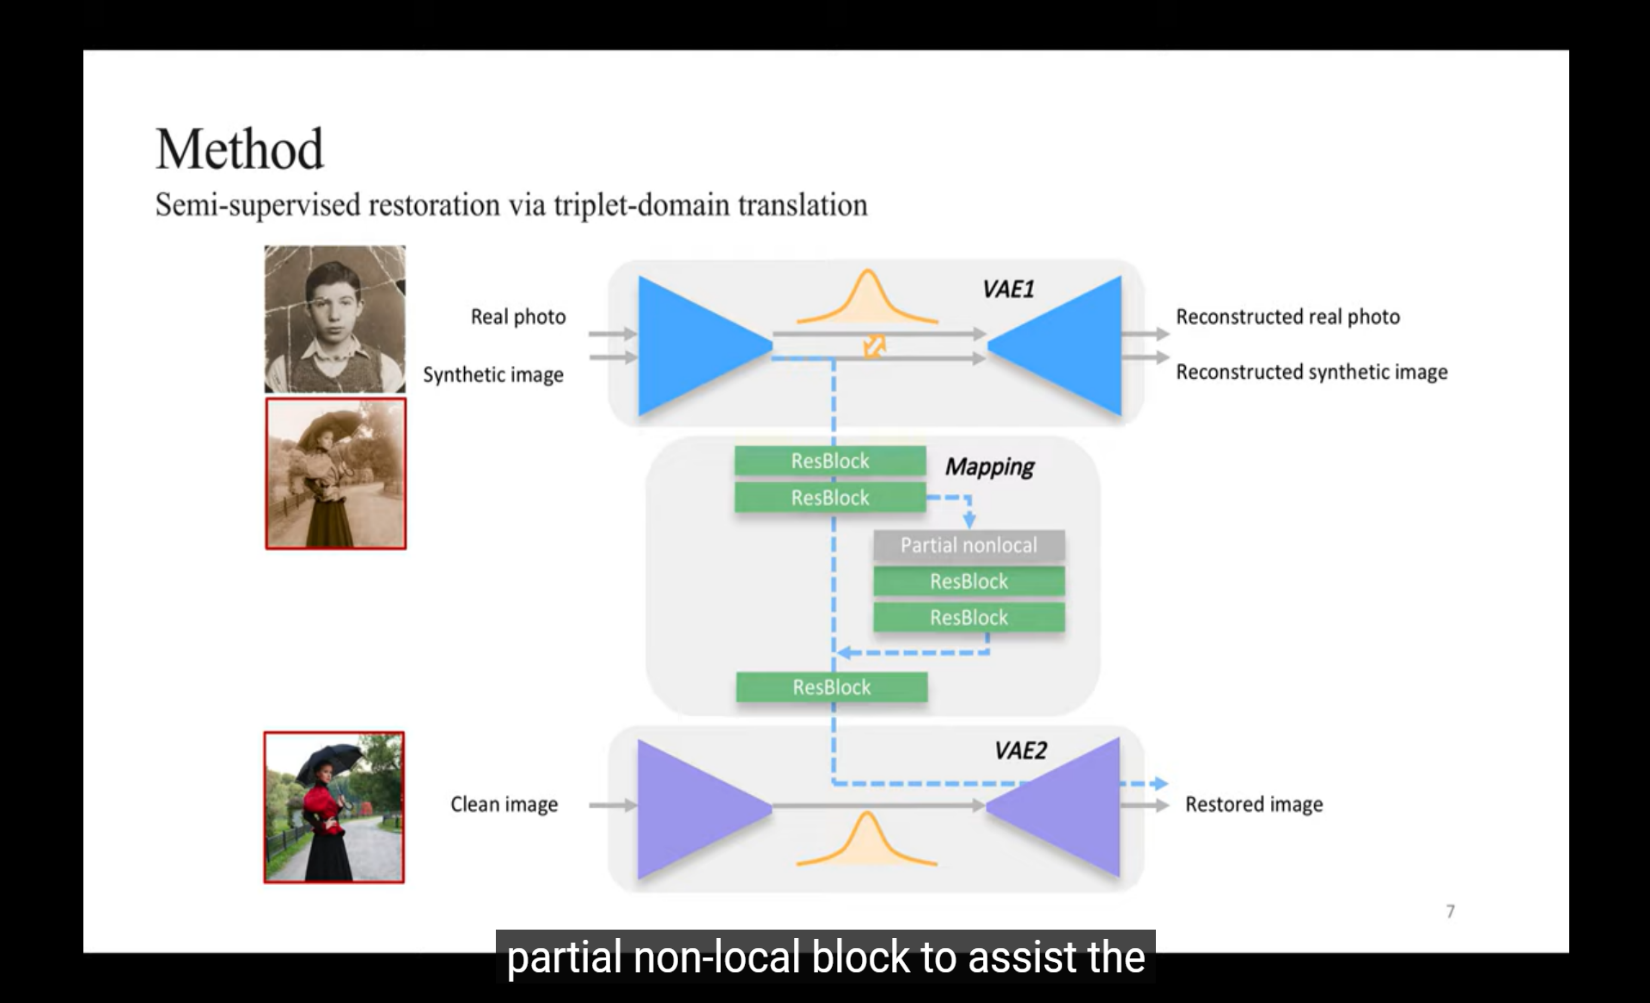 Method
Semi-supervised restoration via triplet-domain translation
VAE1
Real photo
Synthetic image
Reconstructed real photo
Reconstructed synthetic image
Mapping
ResBlock
ResBlock
Partial nonlocal
ResBlock
ResBlock
ResBlock
VAE2
Clean image
Restored image
7
partial non-local block to assist the